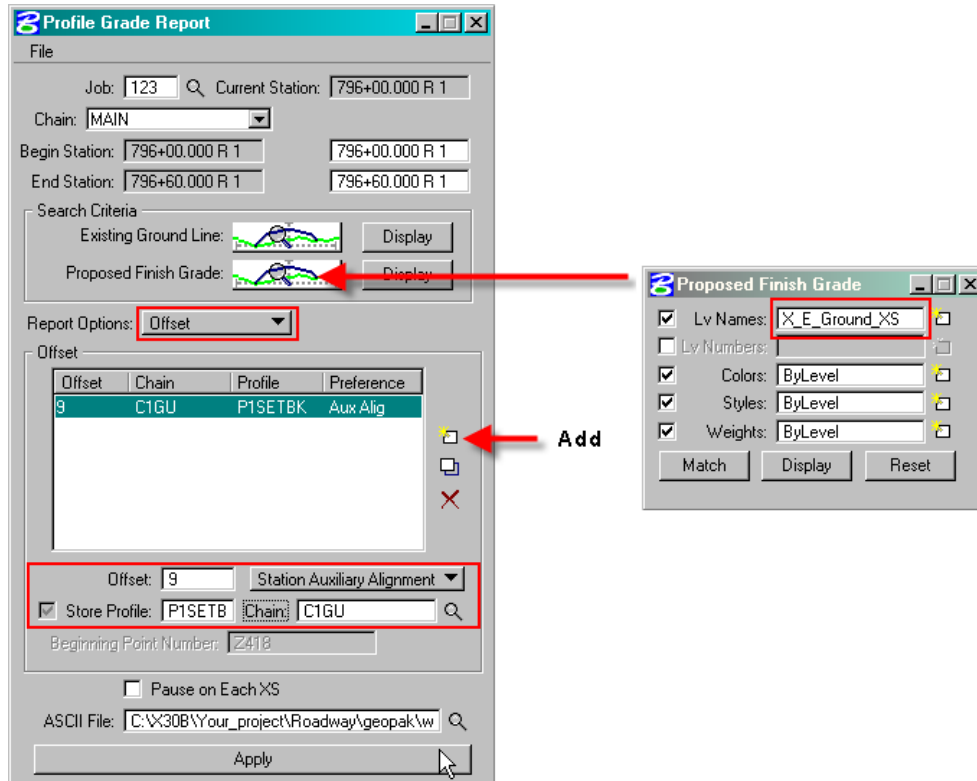 Profile Grade Report
File
Job: 123 Current Station: 796+00.000 R 1
Chain: MAIN
Begin Station: 796+00.000 R 1 796+00.000 R 1
End Station: 796+60.000 R 1 796+60.000 R 1
Search Criteria
Existing Ground Line: Display
Proposed Finish Grade: Display
Report Options: Offset
Offset
Offset Chain Profile Preference
9 C1GU P1SETBK Aux Alig
Add
Offset: 9 Station Auxiliary Alignment
Store Profile: P1SETB Chain: C1GU
Beginning Point Number: Z418
Pause on Each XS
ASCII File: C:\X30B\Your_project\Roadway\geopak\w
Apply
Proposed Finish Grade
Lv Names: X_E_Ground_XS
Lv Numbers:
Colors: ByLevel
Styles: ByLevel
Weights: ByLevel
Match Display Reset